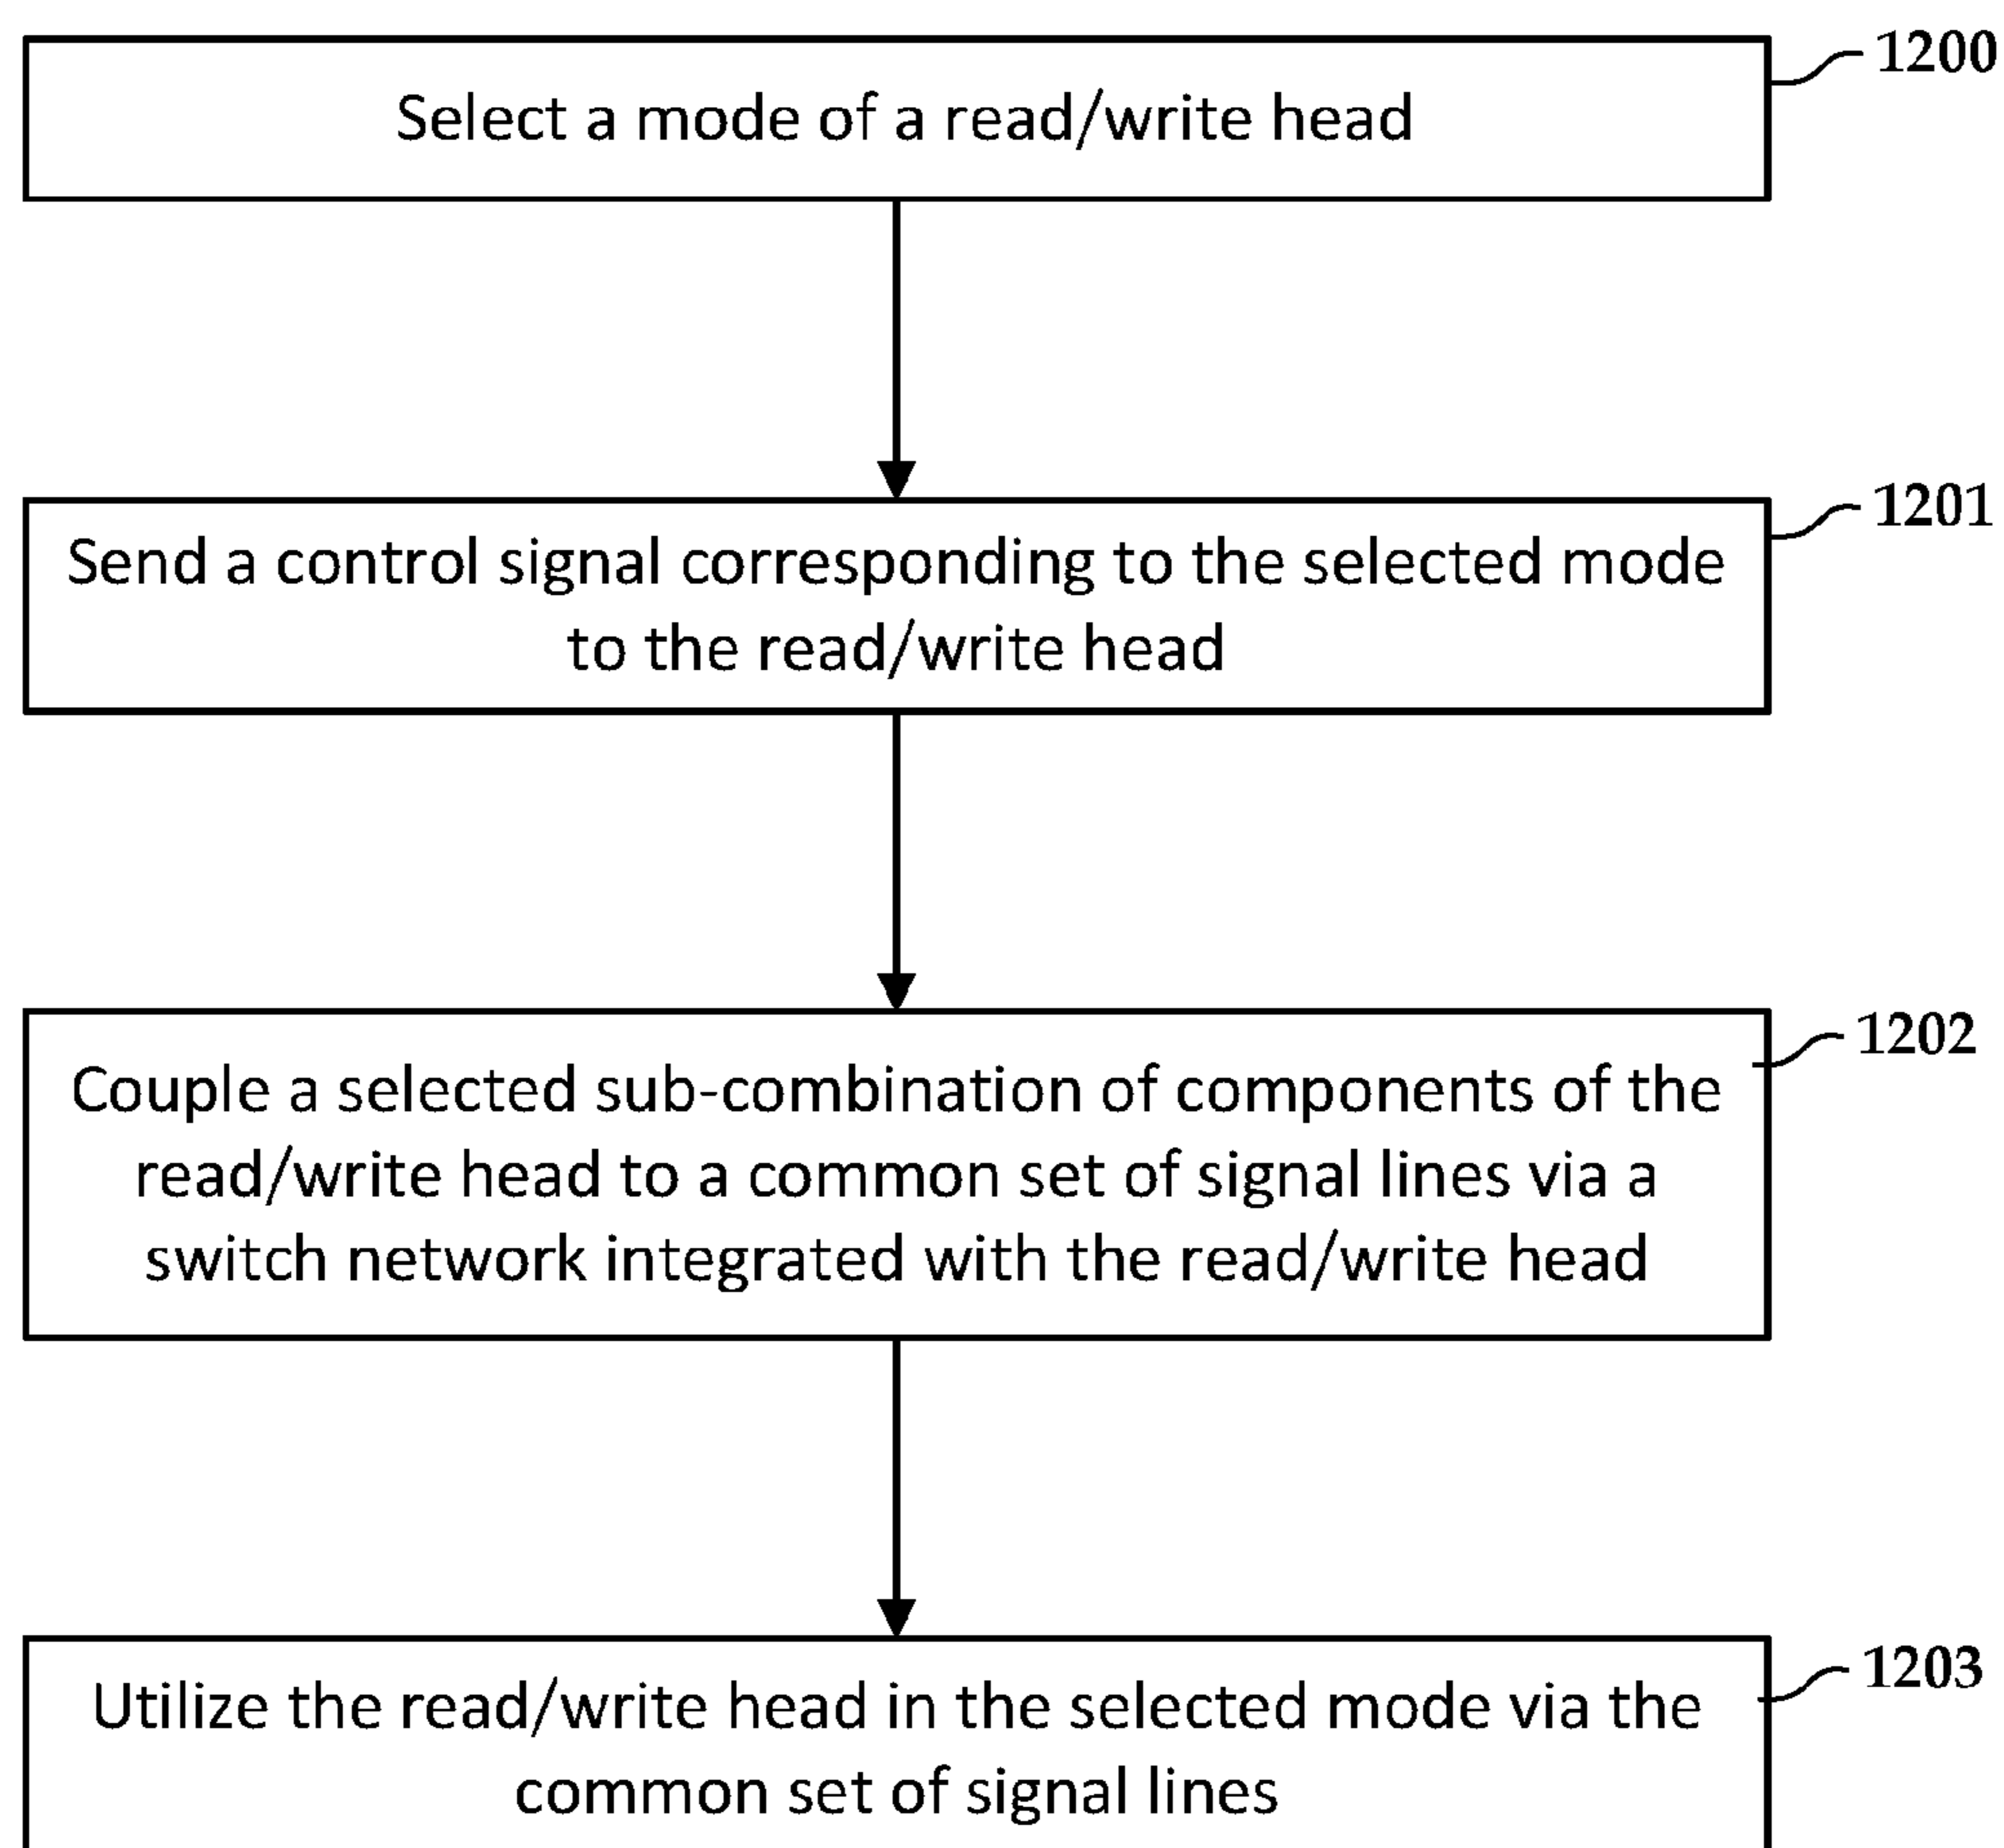 1200
Select a mode of a read/write head
1201
Send a control signal corresponding to the selected mode
to the read/write head
1202
Couple a selected sub-combination of components of the
read/write head to a common set of signal lines via a
switch network integrated with the read/write head
1203
Utilize the read/write head in the selected mode via the
common set of signal lines